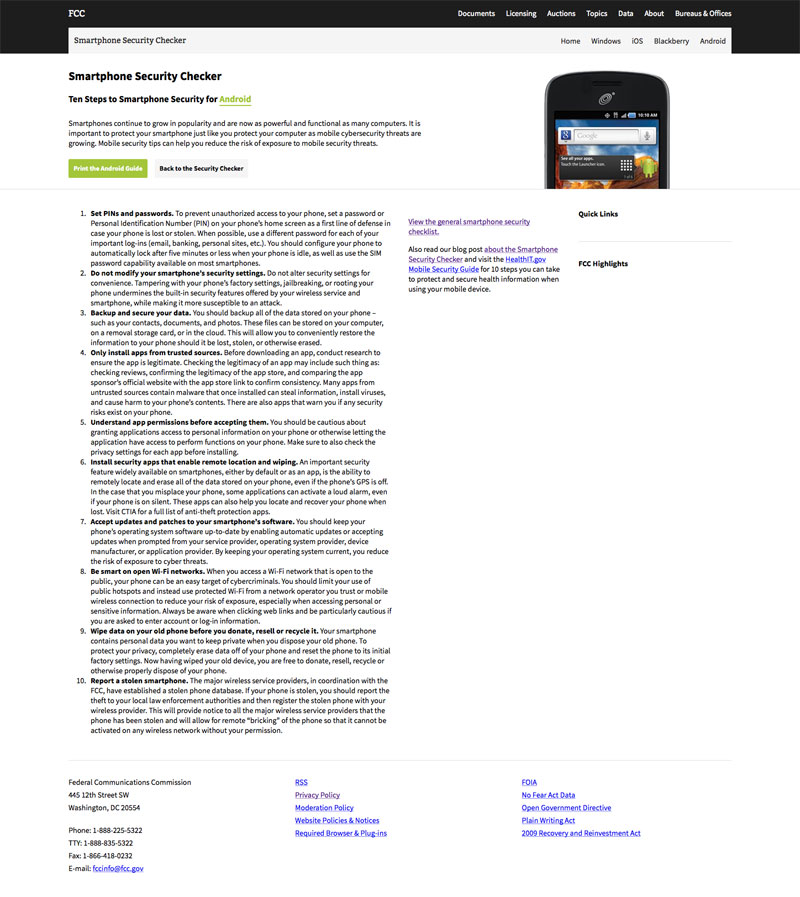 FCC
Documents Licensing Auctions Topics Data About Bureaus & Offices
Smartphone Security Checker
Home Windows iOS Blackberry Android
Smartphone Security Checker
Ten Steps to Smartphone Security for Android
Smartphones continue to grow in popularity and are now as powerful and functional as many computers. It is
important to protect your smartphone just like you protect your computer as mobile cybersecurity threats are
growing. Mobile security tips can help you reduce the risk of exposure to mobile security threats.
Print the Android Guide
Back to the Security Checker
10:10 AM
Google
See all your apps.
Touch the Launcher icon.
1 of 6
1. Set PINs and passwords. To prevent unauthorized access to your phone, set a password or
Personal Identification Number (PIN) on your phone's home screen as a first line of defense in
case your phone is lost or stolen. When possible, use a different password for each of your
important log-ins (email, banking, personal sites, etc.). You should configure your phone to
automatically lock after five minutes or less when your phone is idle, as well as use the SIM
password capability available on most smartphones.
2. Do not modify your smartphone's security settings. Do not alter security settings for
convenience. Tampering with your phone's factory settings, jailbreaking, or rooting your
phone undermines the built-in security features offered by your wireless service and
smartphone, while making it more susceptible to an attack.
3. Backup and secure your data. You should backup all of the data stored on your phone –
such as your contacts, documents, and photos. These files can be stored on your computer,
on a removal storage card, or in the cloud. This will allow you to conveniently restore the
information to your phone should it be lost, stolen, or otherwise erased.
4. Only install apps from trusted sources. Before downloading an app, conduct research to
ensure the app is legitimate. Checking the legitimacy of an app may include such thing as:
checking reviews, confirming the legitimacy of the app store, and comparing the app
sponsor's official website with the app store link to confirm consistency. Many apps from
untrusted sources contain malware that once installed can steal information, install viruses,
and cause harm to your phone's contents. There are also apps that warn you if any security
risks exist on your phone.
5. Understand app permissions before accepting them. You should be cautious about
granting applications access to personal information on your phone or otherwise letting the
application have access to perform functions on your phone. Make sure to also check the
privacy settings for each app before installing.
6. Install security apps that enable remote location and wiping. An important security
feature widely available on smartphones, either by default or as an app, is the ability to
remotely locate and erase all of the data stored on your phone, even if the phone's GPS is off.
In the case that you misplace your phone, some applications can activate a loud alarm, even
if your phone is on silent. These apps can also help you locate and recover your phone when
lost. Visit CTIA for a full list of anti-theft protection apps.
7. Accept updates and patches to your smartphone's software. You should keep your
phone's operating system software up-to-date by enabling automatic updates or accepting
updates when prompted from your service provider, operating system provider, device
manufacturer, or application provider. By keeping your operating system current, you reduce
the risk of exposure to cyber threats.
8. Be smart on open Wi-Fi networks. When you access a Wi-Fi network that is open to the
public, your phone can be an easy target of cybercriminals. You should limit your use of
public hotspots and instead use protected Wi-Fi from a network operator you trust or mobile
wireless connection to reduce your risk of exposure, especially when accessing personal or
sensitive information. Always be aware when clicking web links and be particularly cautious if
you are asked to enter account or log-in information.
9. Wipe data on your old phone before you donate, resell or recycle it. Your smartphone
contains personal data you want to keep private when you dispose your old phone. To
protect your privacy, completely erase data off of your phone and reset the phone to its initial
factory settings. Now having wiped your old device, you are free to donate, resell, recycle or
otherwise properly dispose of your phone.
10. Report a stolen smartphone. The major wireless service providers, in coordination with the
FCC, have established a stolen phone database. If your phone is stolen, you should report the
theft to your local law enforcement authorities and then register the stolen phone with your
wireless provider. This will provide notice to all the major wireless service providers that the
phone has been stolen and will allow for remote "bricking" of the phone so that it cannot be
activated on any wireless network without your permission.
View the general smartphone security
checklist.
Also read our blog post about the Smartphone
Security Checker and visit the HealthIT.gov
Mobile Security Guide for 10 steps you can take
to protect and secure health information when
using your mobile device.
Quick Links
FCC Highlights
Federal Communications Commission
445 12th Street SW
Washington, DC 20554
Phone: 1-888-225-5322
TTY: 1-888-835-5322
Fax: 1-866-418-0232
E-mail: fccinfo@fcc.gov
RSS
Privacy Policy
Moderation Policy
Website Policies & Notices
Required Browser & Plug-ins
FOIA
No Fear Act Data
Open Government Directive
Plain Writing Act
2009 Recovery and Reinvestment Act